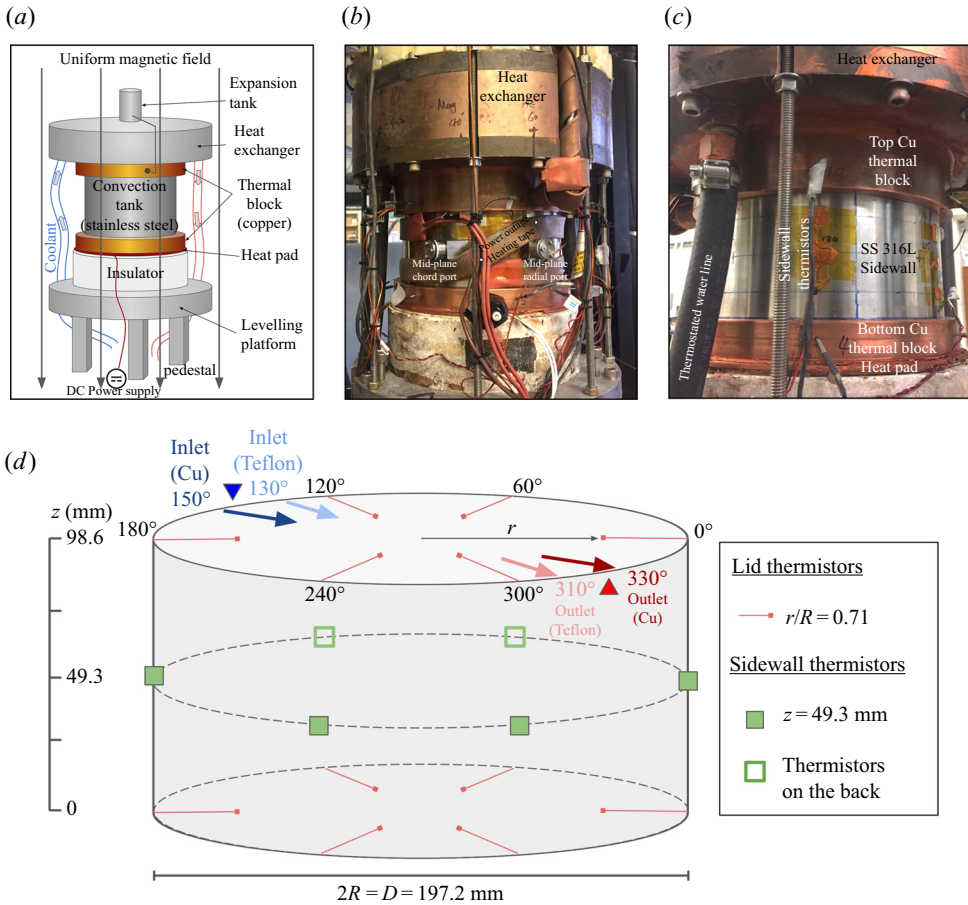 (a)
Uniform magnetic field
Expansion
tank
Heat
exchanger
Convection
tank
(stainless steel)
Thermal
block
(copper)
Coolant
Heat pad
Insulator
Levelling
platform
pedestal
DC Power supply
(b)
Heat
exchanger
Power outage
Heating tape
Mid-plane
chord port
Mid-plane
radial port
(c)
Heat exchanger
Top Cu
thermal
block
Thermostated water line
Sidewall
thermistors
SS 316L
Sidewall
Bottom Cu
thermal block
Heat pad
(d)
Inlet
(Cu)
150°
Inlet
(Teflon)
130°
120°
60°
z (mm)
180°
98.6
r
0°
240°
300°
310°
Outlet
(Teflon)
330°
Outlet
(Cu)
49.3
0
2R = D = 197.2 mm
Lid thermistors
r/R = 0.71
Sidewall thermistors
z = 49.3 mm
Thermistors
on the back